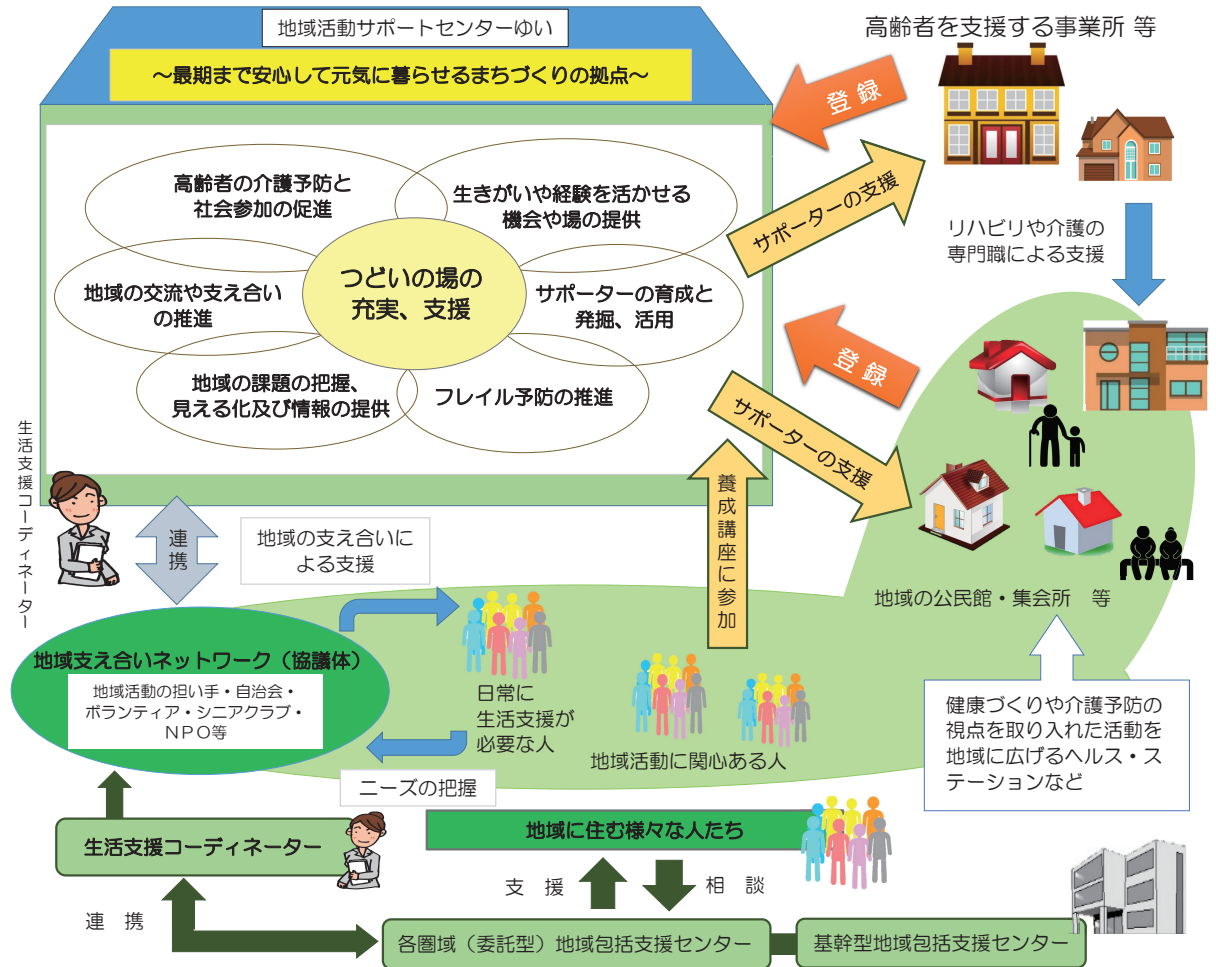 地域活動サポートセンターゆい
～最期まで安心して元気に暮らせるまちづくりの拠点～
高齢者を支援する事業所 等
登録
高齢者の介護予防と
社会参加の促進
生きがいや経験を活かせる
機会や場の提供
サポーターの支援
リハビリや介護の
専門職による支援
つどいの場の
充実、支援
地域の交流や支え合い
の推進
サポーターの育成と
発掘、活用
登録
地域の課題の把握、
見える化及び情報の提供
フレイル予防の推進
サポーターの支援
生活支援コーディネーター
連携
地域の支え合いに
よる支援
養成講座に参加
地域の公民館・集会所　等
地域支え合いネットワーク（協議体）
地域活動の担い手・自治会・
ボランティア・シニアクラブ・
ＮＰＯ等
日常に
生活支援が
必要な人
地域活動に関心ある人
健康づくりや介護予防の
視点を取り入れた活動を
地域に広げるヘルス・ス
テーションなど
ニーズの把握
生活支援コーディネーター
地域に住む様々な人たち
支　援
相　談
連　携
各圏域（委託型）地域包括支援センター
基幹型地域包括支援センター